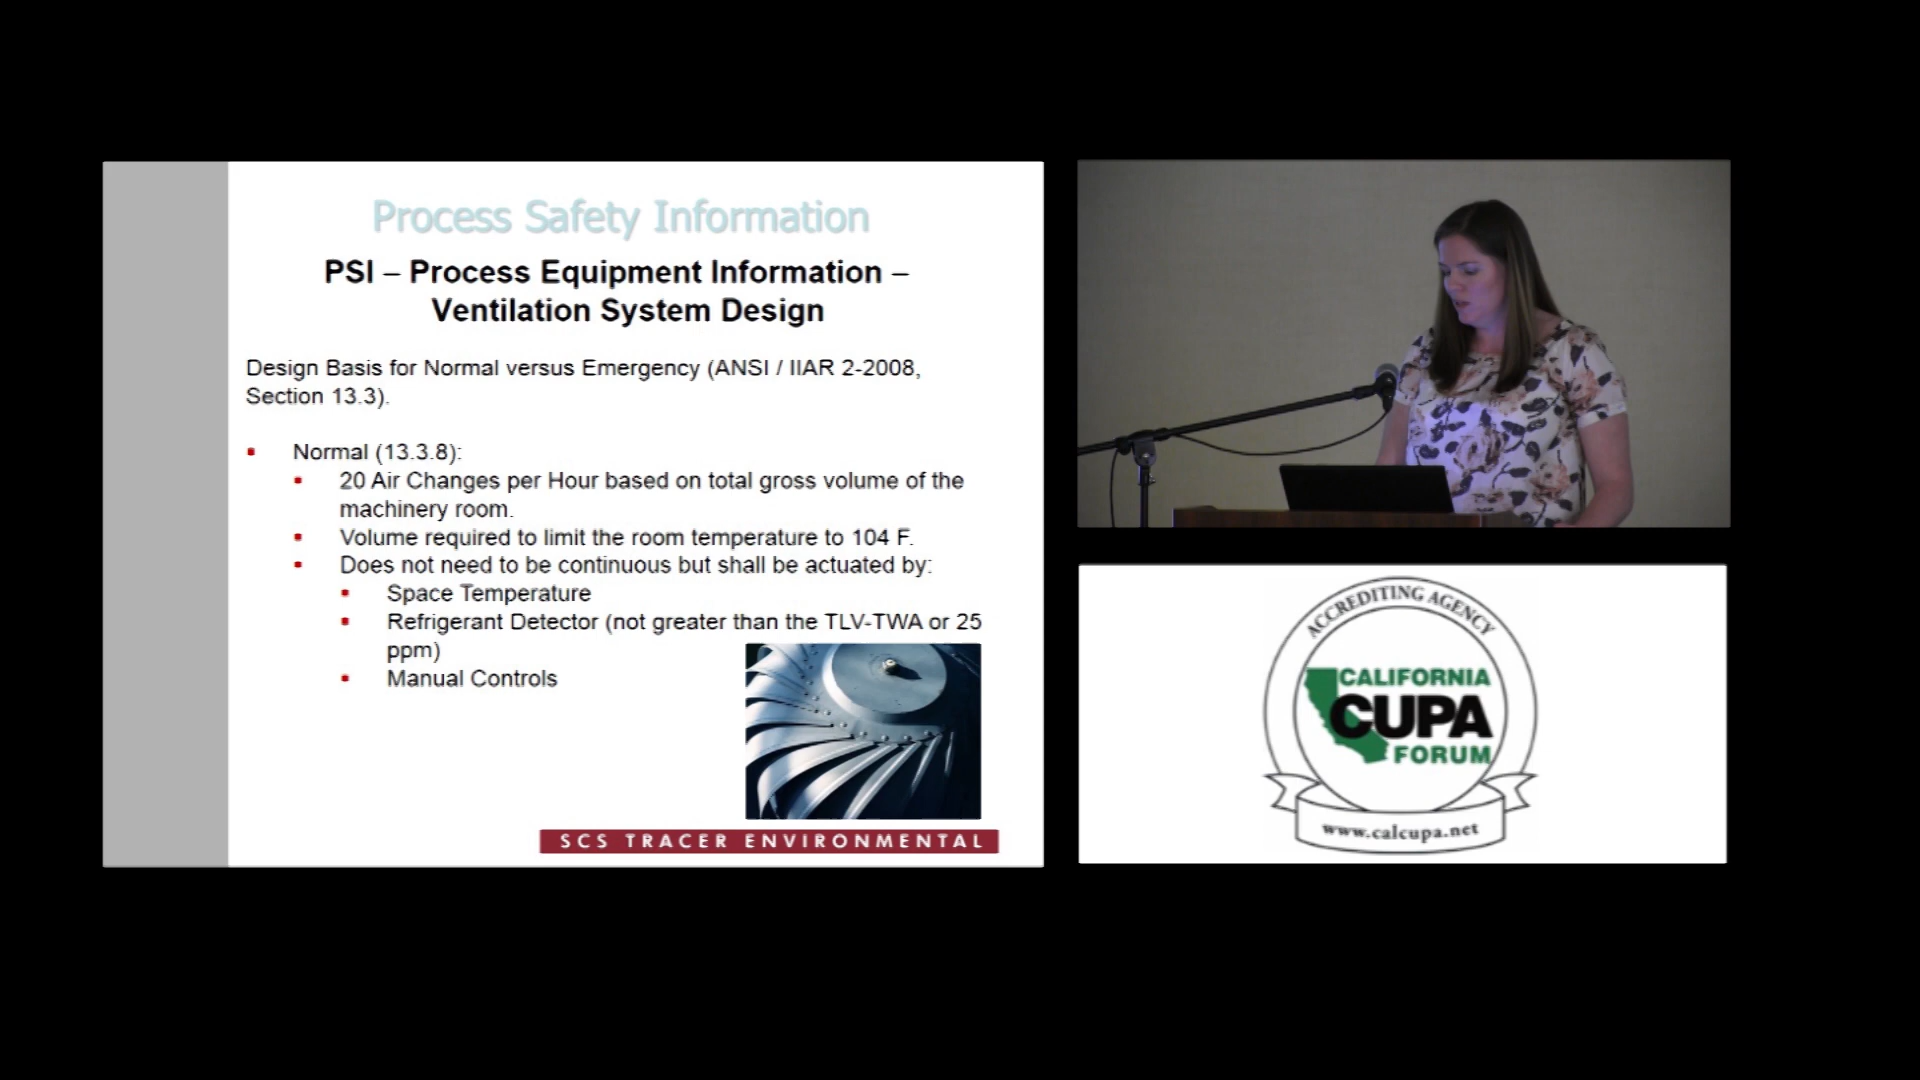 Process Safety Information
PSI – Process Equipment Information –
Ventilation System Design
Design Basis for Normal versus Emergency (ANSI / IIAR 2-2008,
Section 13.3).
▪ Normal (13.3.8):
▪ 20 Air Changes per Hour based on total gross volume of the
machinery room.
▪ Volume required to limit the room temperature to 104 F.
▪ Does not need to be continuous but shall be actuated by:
▪ Space Temperature
▪ Refrigerant Detector (not greater than the TLV-TWA or 25
ppm)
▪ Manual Controls
SCS TRACER ENVIRONMENTAL
ACCREDITING AGENCY
CALIFORNIA
CUPA
FORUM
www.calcupa.net